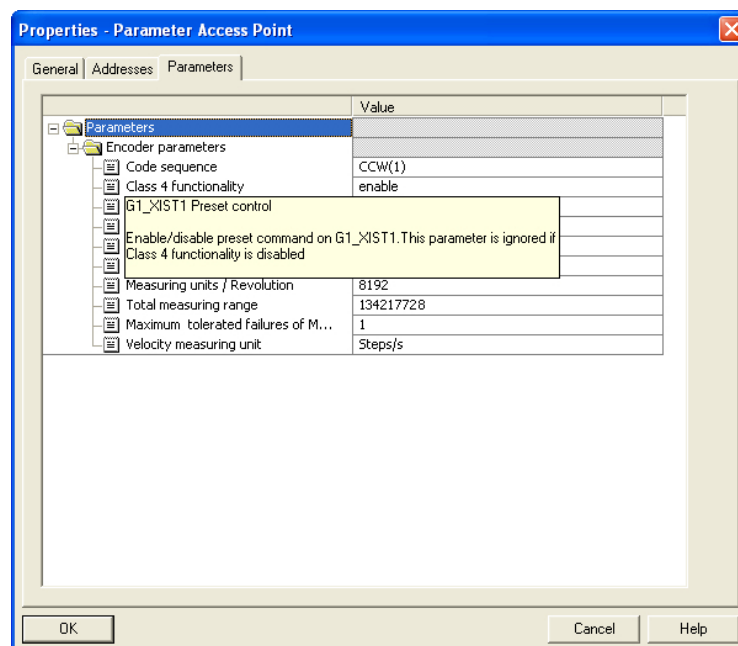 Properties - Parameter Access Point
General Addresses Parameters
Value
Parameters
Encoder parameters
Code sequence CCW(1)
Class 4 functionality enable
G1_XIST1 Preset control
Enable/disable preset command on G1_XIST1.This parameter is ignored if
Class 4 functionality is disabled
Measuring units / Revolution 8192
Total measuring range 134217728
Maximum tolerated failures of M... 1
Velocity measuring unit Steps/s
OK Cancel Help